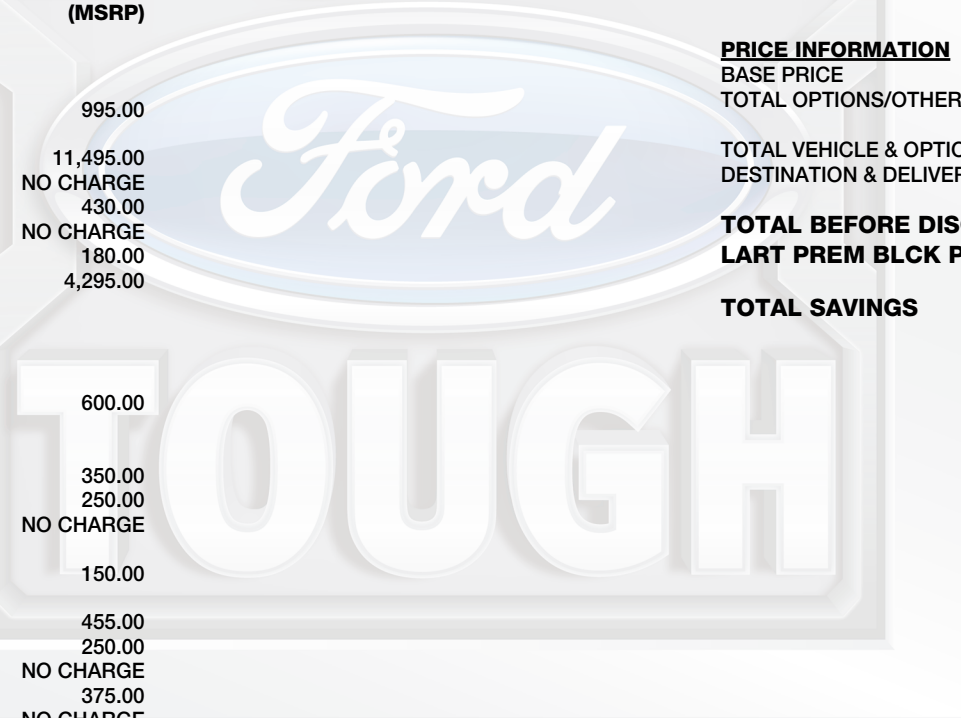 (MSRP)
995.00
11,495.00
NO CHARGE
430.00
NO CHARGE
180.00
4,295.00
600.00
350.00
250.00
NO CHARGE
150.00
455.00
250.00
NO CHARGE
375.00
NO CHARGE
PRICE INFORMATION
BASE PRICE
TOTAL OPTIONS/OTHER
TOTAL VEHICLE & OPTIO
DESTINATION & DELIVER
TOTAL BEFORE DIS
LART PREM BLCK P
TOTAL SAVINGS
Ford
TOUGH